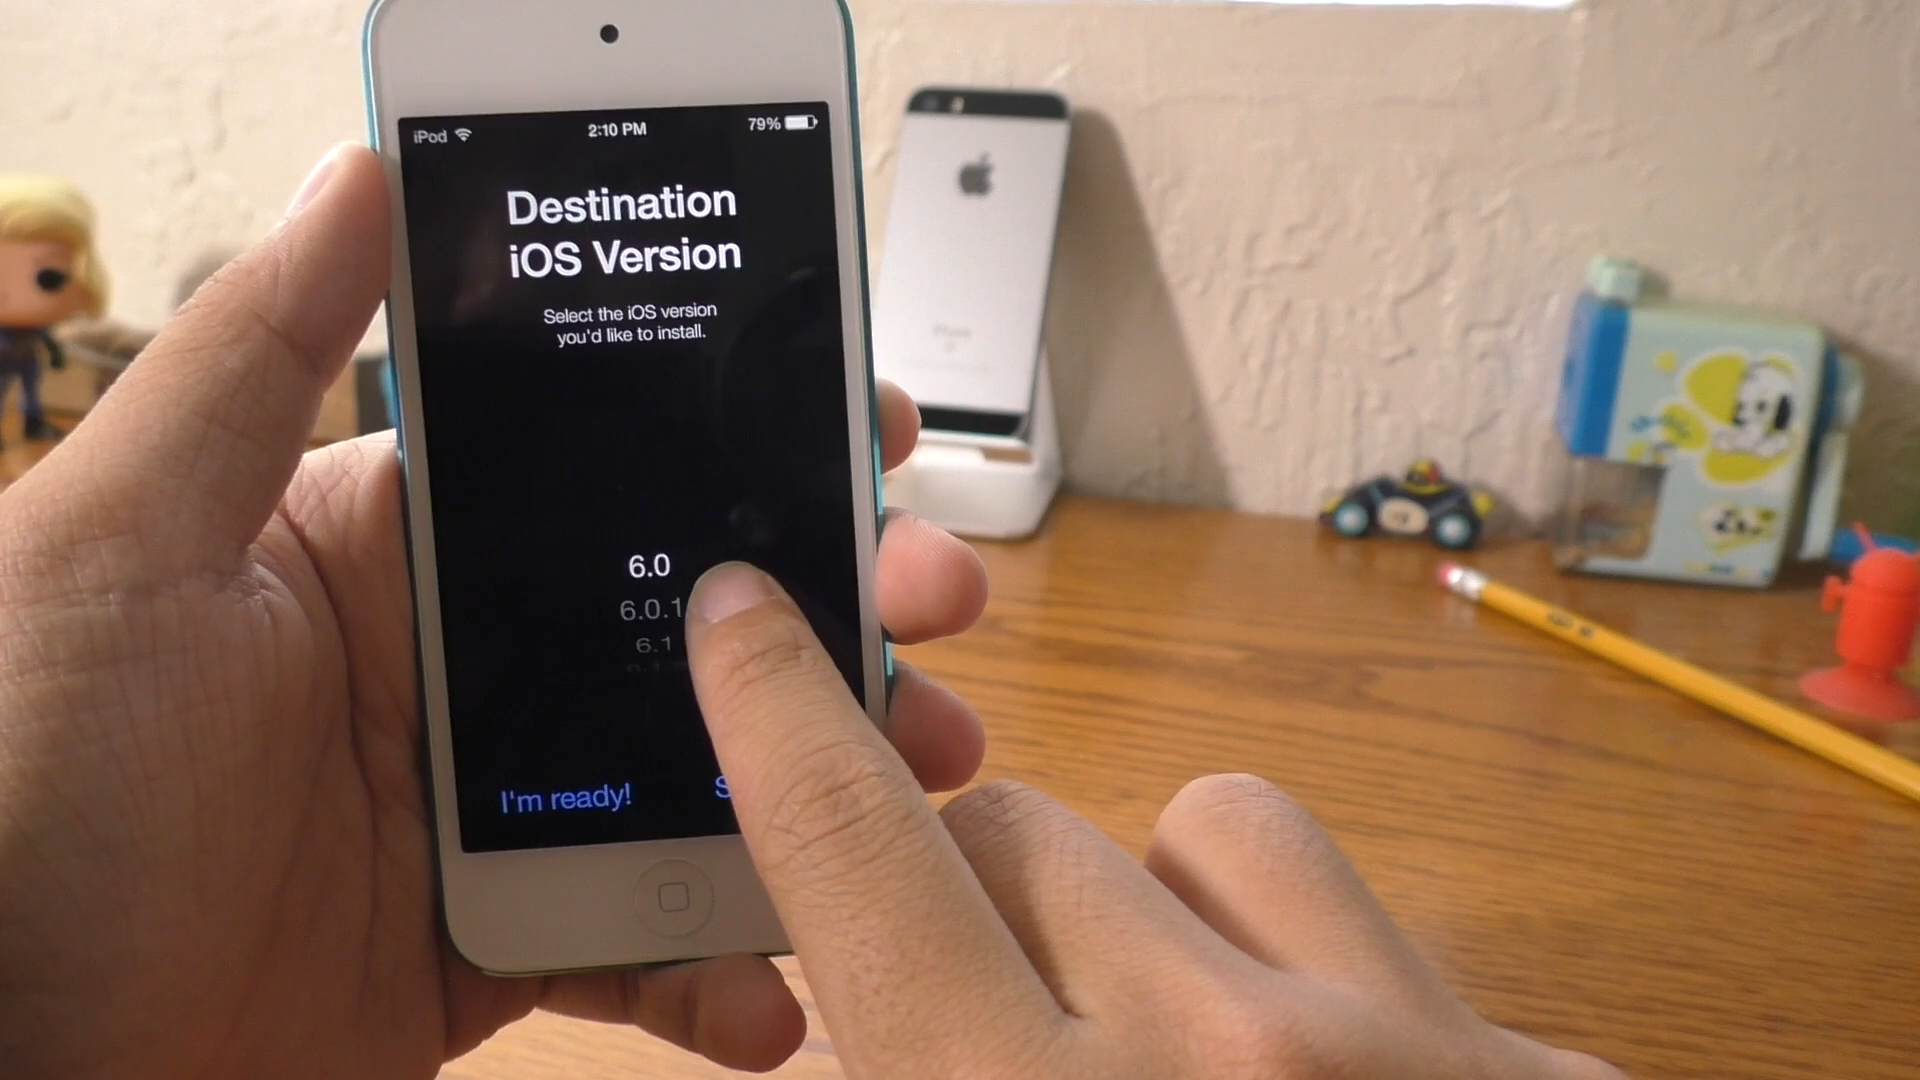 iPod 2:10 PM 79%
Destination
iOS Version
Select the iOS version
you'd like to install.
6.0
6.0.1
6.1
I'm ready!